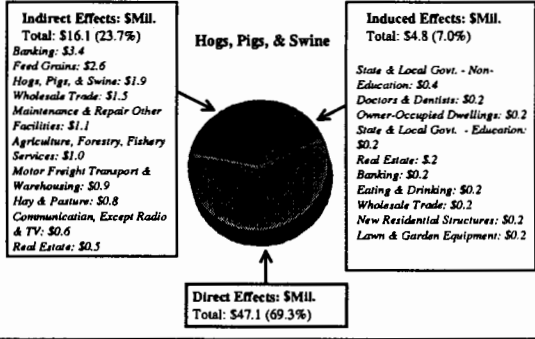 Indirect Effects: $Mil.
Total: $16.1 (23.7%)
Banking: $3.4
Feed Grains: $2.6
Hogs, Pigs, & Swine: $1.9
Wholesale Trade: $1.5
Maintenance & Repair Other
Facilities: $1.1
Agriculture, Forestry, Fishery
Services: $1.0
Motor Freight Transport &
Warehousing: $0.9
Hay & Pasture: $0.8
Communication, Except Radio
& TV: $0.6
Real Estate: $0.5
Hogs, Pigs, & Swine
Induced Effects: $Mil.
Total: $4.8 (7.0%)
State & Local Govt. - Non-
Education: $0.4
Doctors & Dentists: $0.2
Owner-Occupied Dwellings: $0.2
State & Local Govt. - Education:
$0.2
Real Estate: $.2
Banking: $0.2
Eating & Drinking: $0.2
Wholesale Trade: $0.2
New Residential Structures: $0.2
Lawn & Garden Equipment: $0.2
Direct Effects: $Mil.
Total: $47.1 (69.3%)